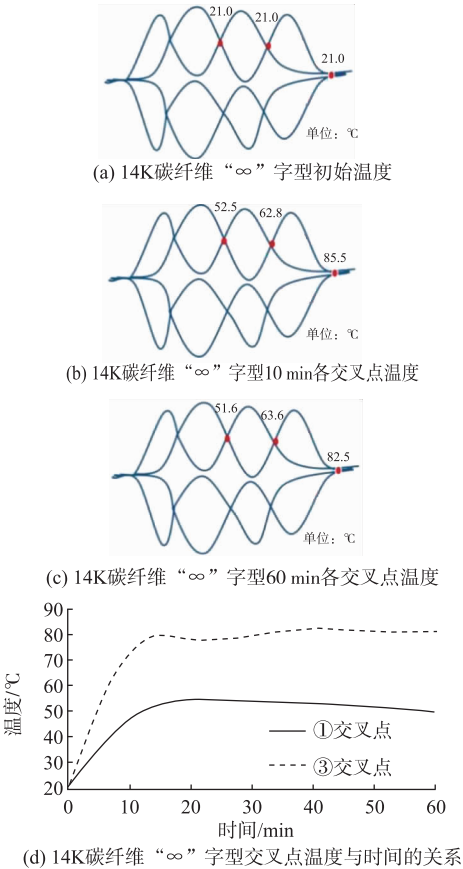 21.0
21.0
21.0
单位：℃
(a) 14K碳纤维“∞”字型初始温度
52.5
62.8
85.5
单位：℃
(b) 14K碳纤维“∞”字型10 min各交叉点温度
51.6
63.6
82.5
单位：℃
(c) 14K碳纤维“∞”字型60 min各交叉点温度
90
80
70
60
50
40
30
20
温度/℃
①交叉点
③交叉点
0
10
20
30
40
50
60
时间/min
(d) 14K碳纤维“∞”字型交叉点温度与时间的关系